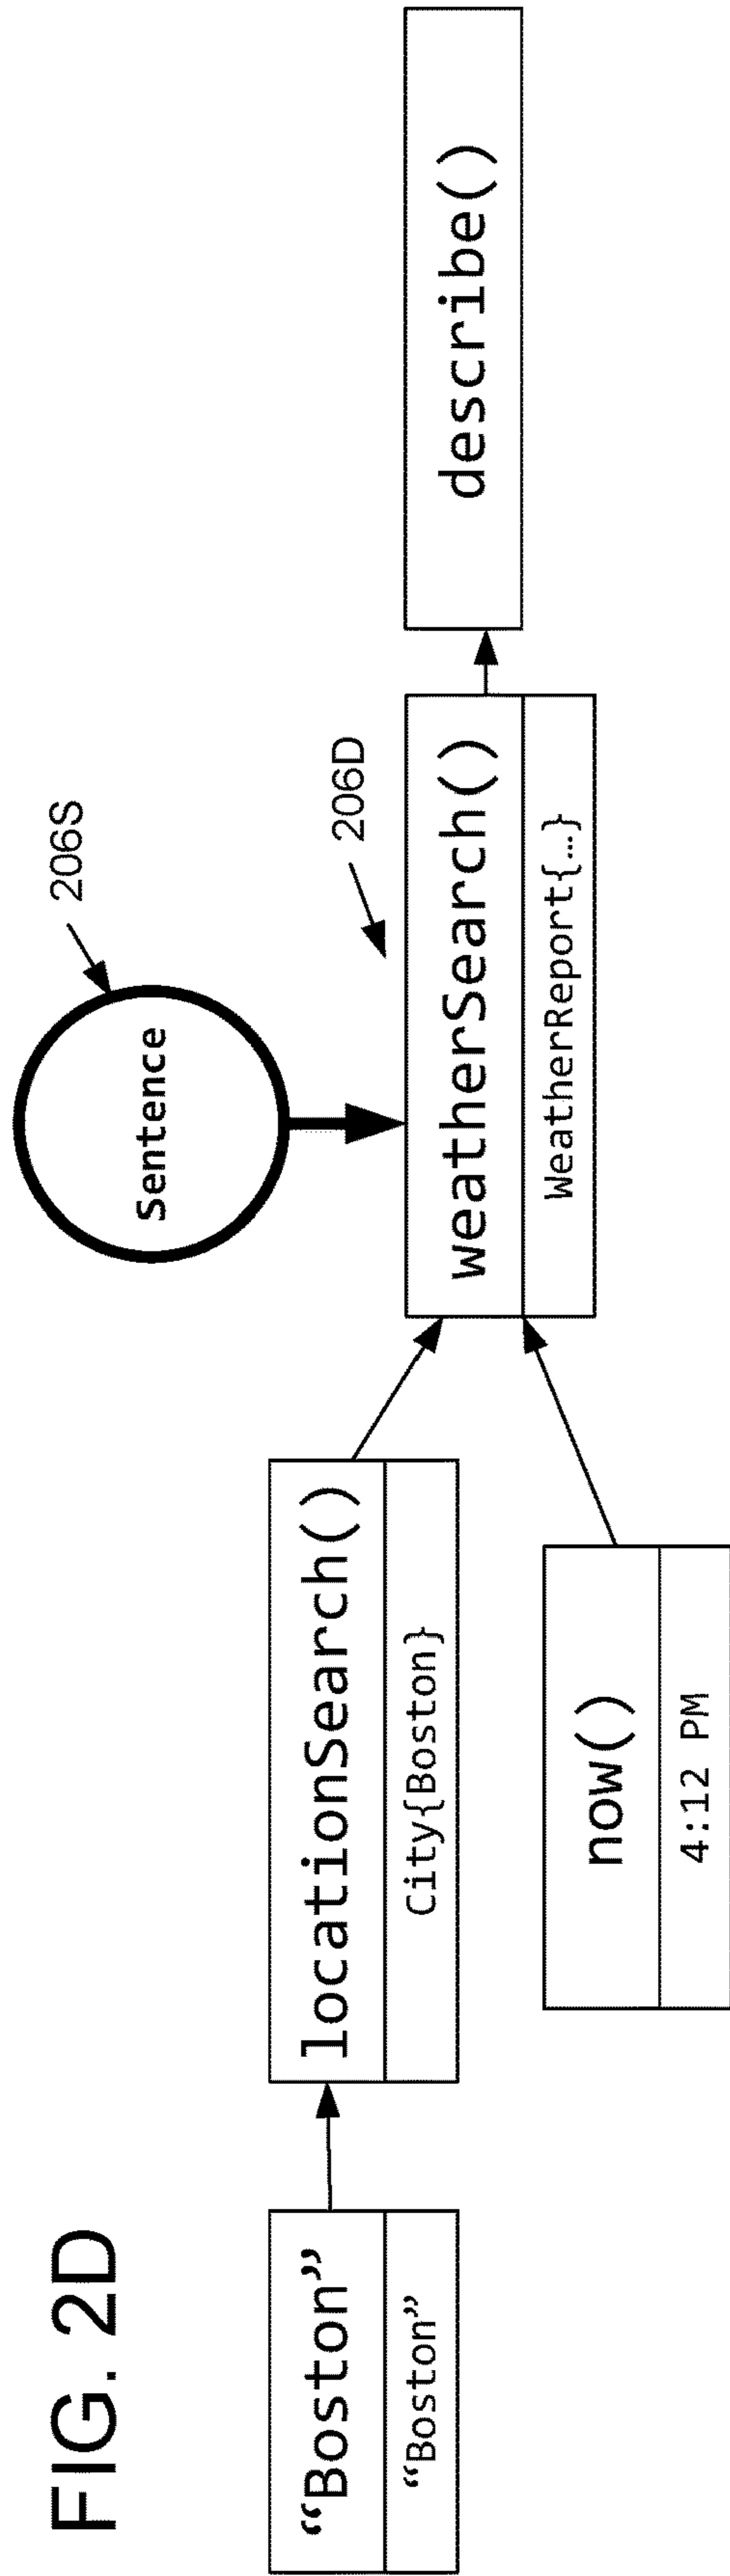 FIG. 2D
206S
Sentence
206D
“Boston”
“Boston”
locationSearch()
City{Boston}
now()
4:12 PM
weatherSearch()
WeatherReport{…}
describe()